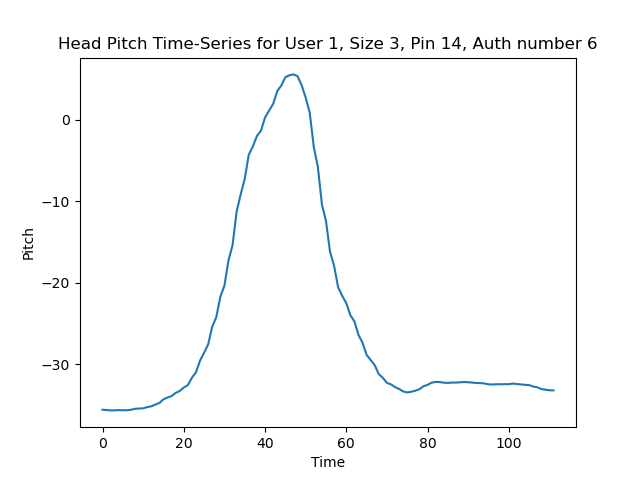 Head Pitch Time-Series for User 1, Size 3, Pin 14, Auth number 6
Pitch
0
−10
−20
−30
0 20 40 60 80 100
Time